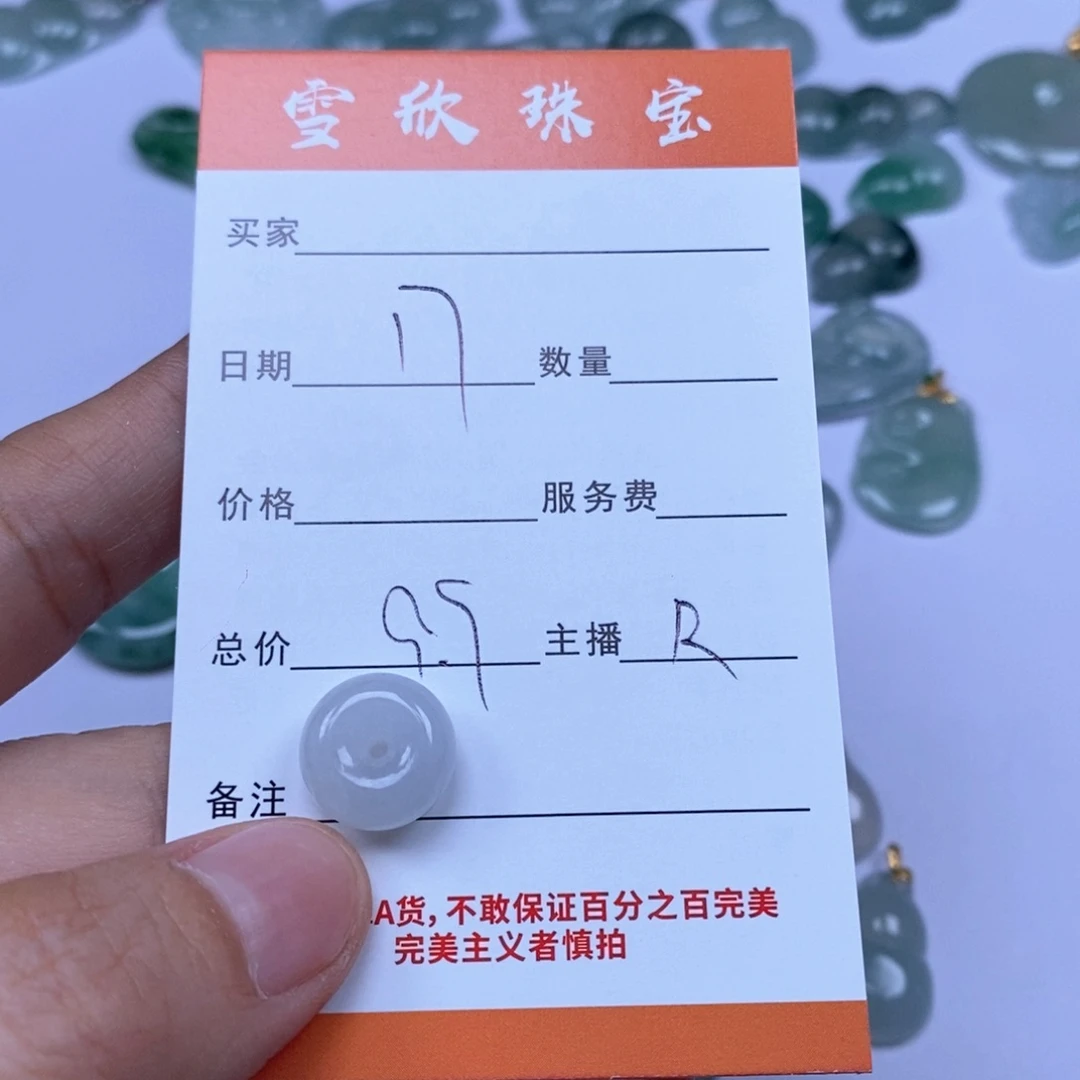 雪欣珠宝
买家
日期 17 数量
价格 服务费
总价 9.9 主播 R
备注
A货,不敢保证百分之百完美
完美主义者慎拍